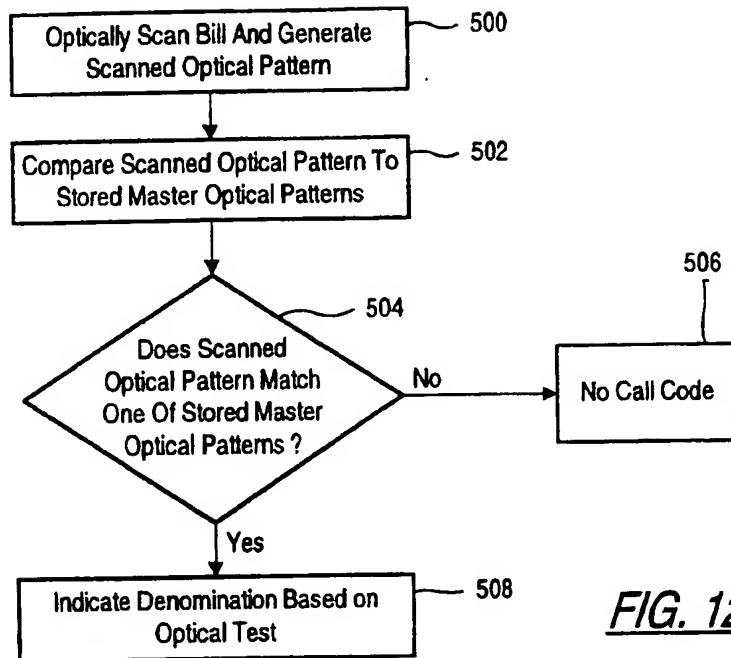 Optically Scan Bill And Generate
Scanned Optical Pattern
500
Compare Scanned Optical Pattern To
Stored Master Optical Patterns
502
504
Does Scanned
Optical Pattern Match
One Of Stored Master
Optical Patterns ?
No
506
No Call Code
Yes
Indicate Denomination Based on
Optical Test
508
FIG. 12